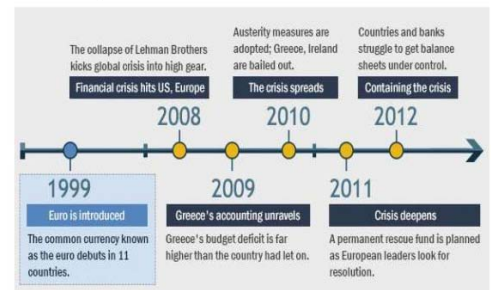 The collapse of Lehman Brothers
kicks global crisis into high gear.
Financial crisis hits US, Europe
2008
Austerity measures are
adopted; Greece, Ireland
are bailed out.
The crisis spreads
2010
Countries and banks
struggle to get balance
sheets under control.
Containing the crisis
2012
1999
Euro is introduced
The common currency known
as the euro debuts in 11
countries.
2009
Greece's accounting unravels
Greece's budget deficit is far
higher than the country had let on.
2011
Crisis deepens
A permanent rescue fund is planned
as European leaders look for
resolution.